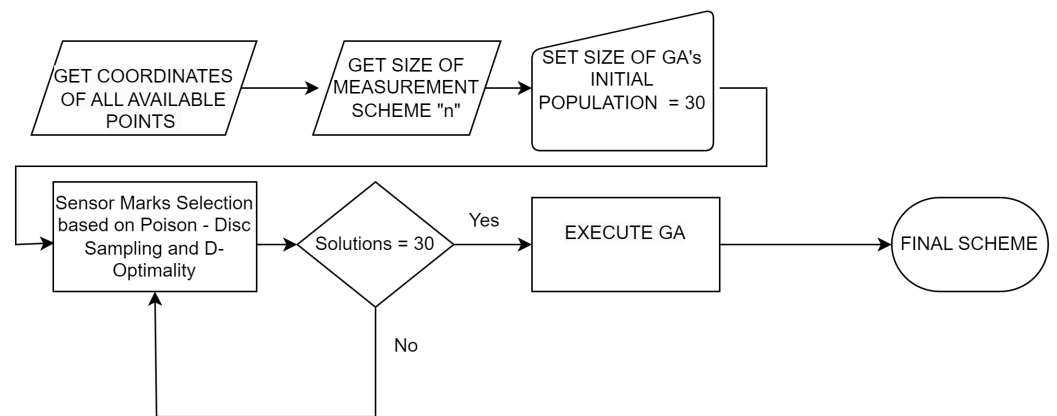 GET COORDINATES
OF ALL AVAILABLE
POINTS
GET SIZE OF
MEASUREMENT
SCHEME "n"
SET SIZE OF GA's
INITIAL
POPULATION = 30
Sensor Marks Selection
based on Poison - Disc
Sampling and D-
Optimality
Solutions = 30
Yes
No
EXECUTE GA
FINAL SCHEME